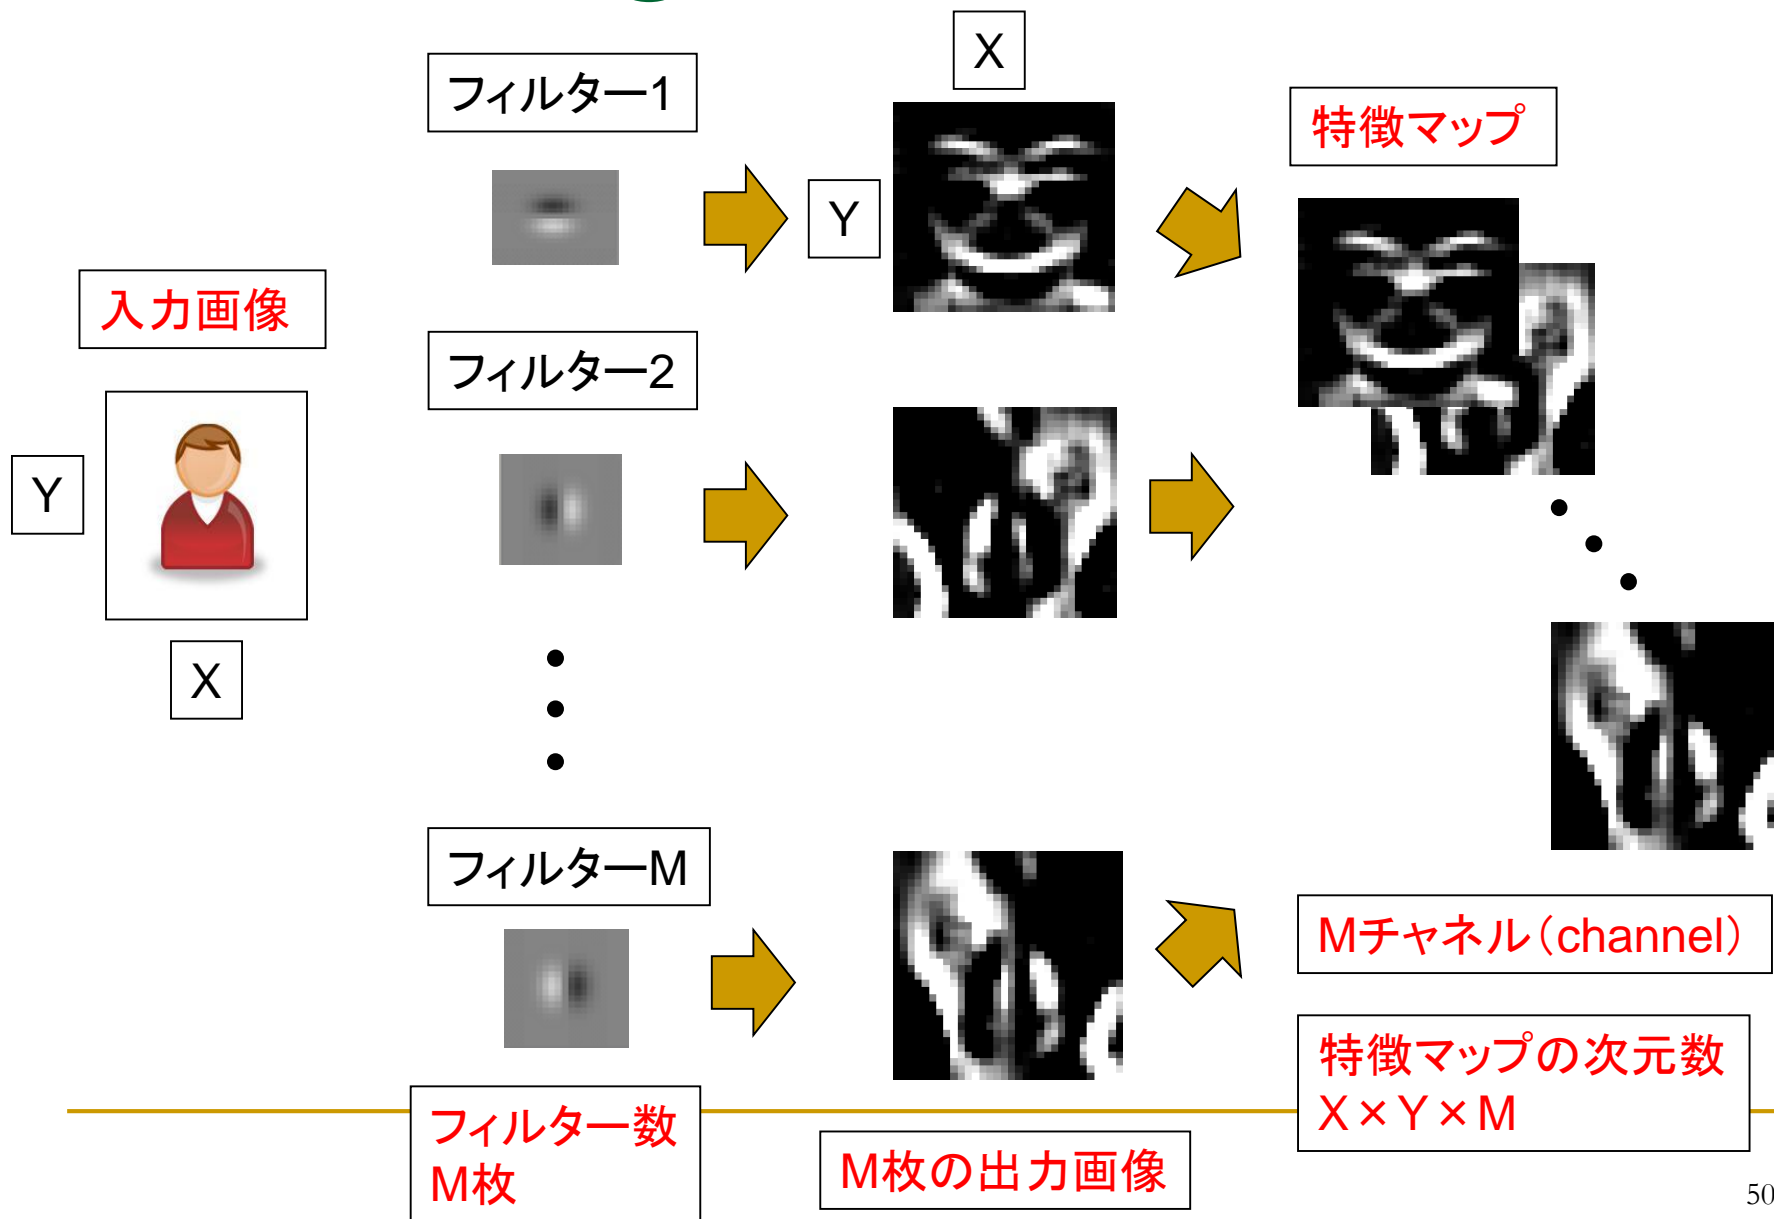 X
フィルター1
特徴マップ
Y
入力画像
フィルター2
Y
X
フィルターM
Mチャネル(channel)
特徴マップの次元数
X×Y×M
フィルター数
M枚
M枚の出力画像
50